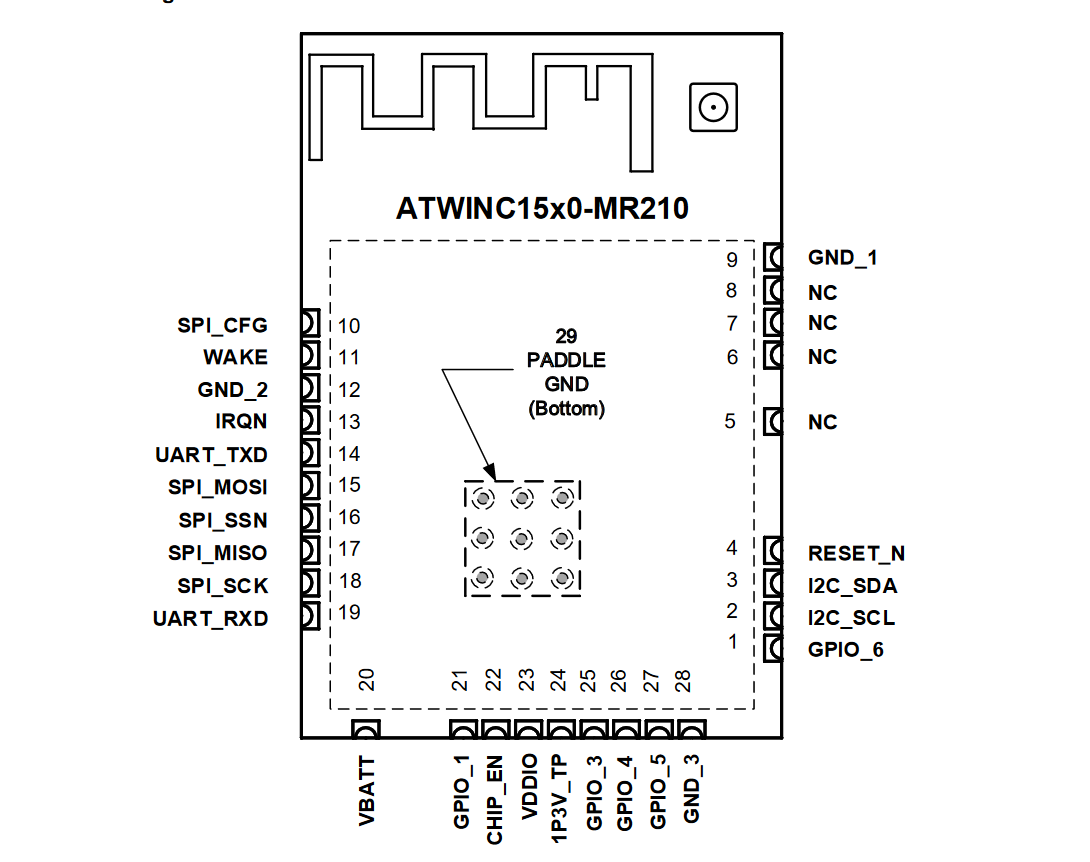 ATWINC15x0-MR210
9 GND_1
8 NC
7 NC
6 NC
5 NC
4 RESET_N
3 I2C_SDA
2 I2C_SCL
1 GPIO_6
SPI_CFG 10
WAKE 11
GND_2 12
IRQN 13
UART_TXD 14
SPI_MOSI 15
SPI_SSN 16
SPI_MISO 17
SPI_SCK 18
UART_RXD 19
29
PADDLE
GND
(Bottom)
20 21 22 23 24 25 26 27 28
VBATT
GPIO_1
CHIP_EN
VDDIO
1P3V_TP
GPIO_3
GPIO_4
GPIO_5
GND_3